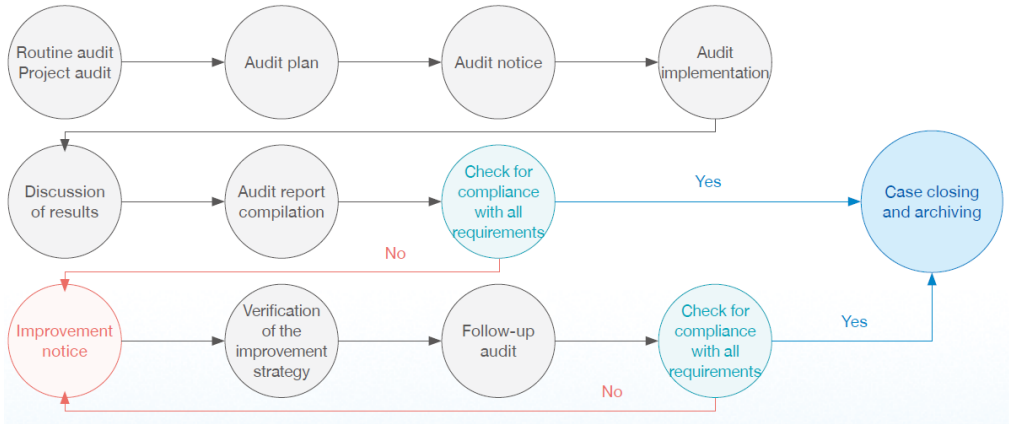 Routine audit
Project audit
Audit plan
Audit notice
Audit
implementation
Discussion
of results
Audit report
compilation
Check for
compliance
with all
requirements
Yes
Case closing
and archiving
No
Improvement
notice
Verification
of the
improvement
strategy
Follow-up
audit
Check for
compliance
with all
requirements
Yes
No